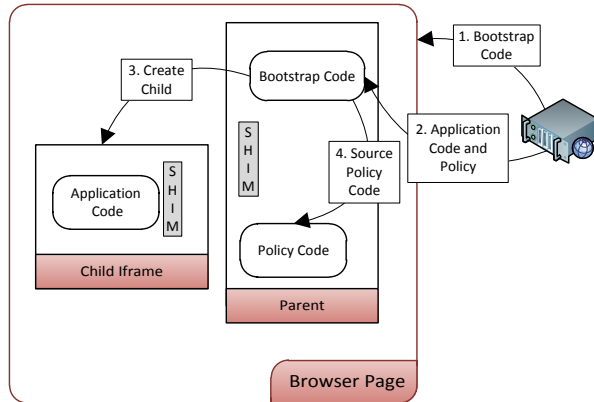 1. Bootstrap
Code
3. Create
Child
Bootstrap Code
2. Application
Code and
Policy
S
H
I
M
4. Source
Policy
Code
S
H
I
M
Application
Code
Policy Code
Child Iframe
Parent
Browser Page